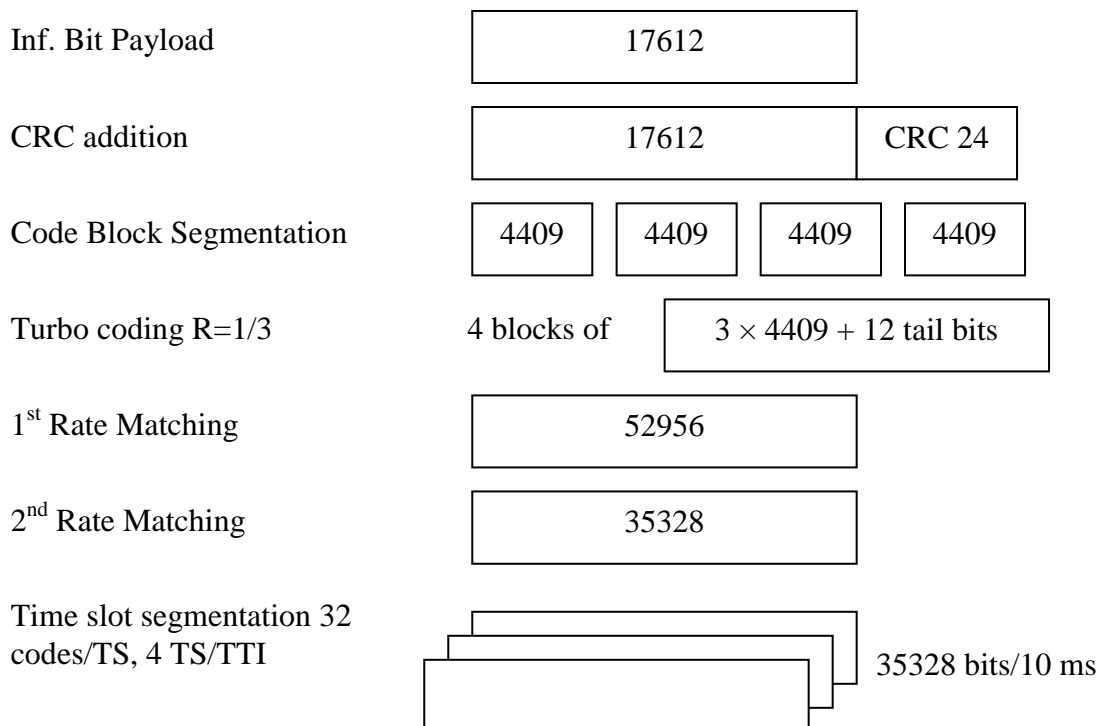 Inf. Bit Payload 17612
CRC addition 17612 CRC 24
Code Block Segmentation 4409 4409 4409 4409
Turbo coding R=1/3 4 blocks of 3 × 4409 + 12 tail bits
1st Rate Matching 52956
2nd Rate Matching 35328
Time slot segmentation 32
codes/TS, 4 TS/TTI
35328 bits/10 ms